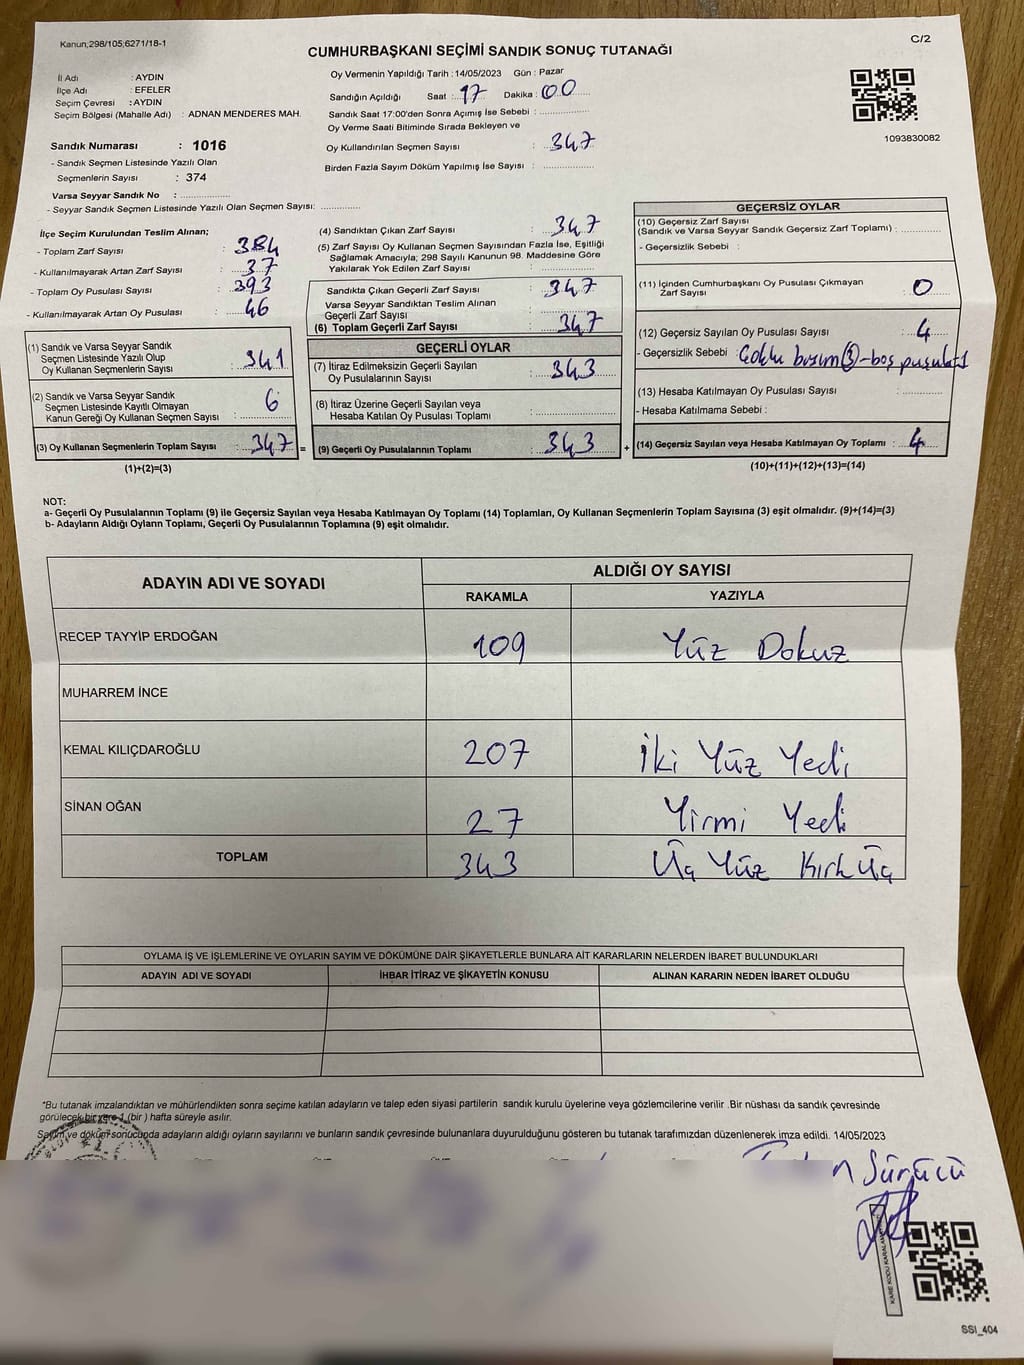 Kanun;298/105;6271/18-1
C/2
CUMHURBAŞKANI SEÇİMİ SANDIK SONUÇ TUTANAĞI
İl Adı : AYDIN
İlçe Adı : EFELER
Seçim Çevresi : AYDIN
Seçim Bölgesi (Mahalle Adı) : ADNAN MENDERES MAH.
Sandık Numarası : 1016
- Sandık Seçmen Listesinde Yazılı Olan
Seçmenlerin Sayısı : 374
Varsa Seyyar Sandık No : ..............
- Seyyar Sandık Seçmen Listesinde Yazılı Olan Seçmen Sayısı: ............
Oy Vermenin Yapıldığı Tarih : 14/05/2023 Gün : Pazar
Sandığın Açıldığı Saat : 17 Dakika : 00
Sandık Saat 17:00'den Sonra Açımış İse Sebebi : ..............
Oy Verme Saati Bitiminde Sırada Bekleyen ve
Oy Kullandırılan Seçmen Sayısı : 347
Birden Fazla Sayım Döküm Yapılmış İse Sayısı : ..............
1093830082
İlçe Seçim Kurulundan Teslim Alınan;
- Toplam Zarf Sayısı : 384
- Kullanılmayarak Artan Zarf Sayısı : 37
- Toplam Oy Pusulası Sayısı : 393
- Kullanılmayarak Artan Oy Pusulası : 46
(1) Sandık ve Varsa Seyyar Sandık
Seçmen Listesinde Yazılı Olup
Oy Kullanan Seçmenlerin Sayısı : 341
(2) Sandık ve Varsa Seyyar Sandık
Seçmen Listesinde Kayıtlı Olmayan
Kanun Gereği Oy Kullanan Seçmen Sayısı : 6
(3) Oy Kullanan Seçmenlerin Toplam Sayısı : 347 =
(1)+(2)=(3)
(4) Sandıktan Çıkan Zarf Sayısı : 347
(5) Zarf Sayısı Oy Kullanan Seçmen Sayısından Fazla İse, Eşitliği
Sağlamak Amacıyla; 298 Sayılı Kanunun 98. Maddesine Göre
Yakılarak Yok Edilen Zarf Sayısı : ..............
Sandıkta Çıkan Geçerli Zarf Sayısı : 347
Varsa Seyyar Sandıktan Teslim Alınan
Geçerli Zarf Sayısı : ..............
(6) Toplam Geçerli Zarf Sayısı : 347
GEÇERLİ OYLAR
(7) İtiraz Edilmeksizin Geçerli Sayılan
Oy Pusulalarının Sayısı : 343
(8) İtiraz Üzerine Geçerli Sayılan veya
Hesaba Katılan Oy Pusulası Toplamı : ..............
(9) Geçerli Oy Pusulalarının Toplamı : 343 +
GEÇERSİZ OYLAR
(10) Geçersiz Zarf Sayısı
(Sandık ve Varsa Seyyar Sandık Geçersiz Zarf Toplamı) : ............
- Geçersizlik Sebebi :
(11) İçinden Cumhurbaşkanı Oy Pusulası Çıkmayan
Zarf Sayısı : 0
(12) Geçersiz Sayılan Oy Pusulası Sayısı : 4
- Geçersizlik Sebebi : Çoklu basım (3)-boş pusula-1
(13) Hesaba Katılmayan Oy Pusulası Sayısı : ............
- Hesaba Katılmama Sebebi :
(14) Geçersiz Sayılan veya Hesaba Katılmayan Oy Toplamı : 4
(10)+(11)+(12)+(13)=(14)
NOT:
a- Geçerli Oy Pusulalarının Toplamı (9) ile Geçersiz Sayılan veya Hesaba Katılmayan Oy Toplamı (14) Toplamları, Oy Kullanan Seçmenlerin Toplam Sayısına (3) eşit olmalıdır. (9)+(14)=(3)
b- Adayların Aldığı Oyların Toplamı, Geçerli Oy Pusulalarının Toplamına (9) eşit olmalıdır.
ADAYIN ADI VE SOYADI ALDIĞI OY SAYISI
RAKAMLA YAZIYLA
RECEP TAYYİP ERDOĞAN 109 Yüz Dokuz
MUHARREM İNCE
KEMAL KILIÇDAROĞLU 207 İki Yüz Yedi
SİNAN OĞAN 27 Yirmi Yedi
TOPLAM 343 Üç Yüz Kırk Üç
OYLAMA İŞ VE İŞLEMLERİNE VE OYLARIN SAYIM VE DÖKÜMÜNE DAİR ŞİKAYETLERLE BUNLARA AİT KARARLARIN NELERDEN İBARET BULUNDUKLARI
ADAYIN ADI VE SOYADI İHBAR İTİRAZ VE ŞİKAYETİN KONUSU ALINAN KARARIN NEDEN İBARET OLDUĞU
*Bu tutanak imzalandıktan ve mühürlendikten sonra seçime katılan adayların ve talep eden siyasi partilerin sandık kurulu üyelerine veya gözlemcilerine verilir .Bir nüshası da sandık çevresinde
görülecek bir yere 1 (bir ) hafta süreyle asılır.
Sayım ve döküm sonucunda adayların aldığı oyların sayılarını ve bunların sandık çevresinde bulunanlara duyurulduğunu gösteren bu tutanak tarafımızdan düzenlenerek imza edildi. 14/05/2023
Sürücü
SSI_404